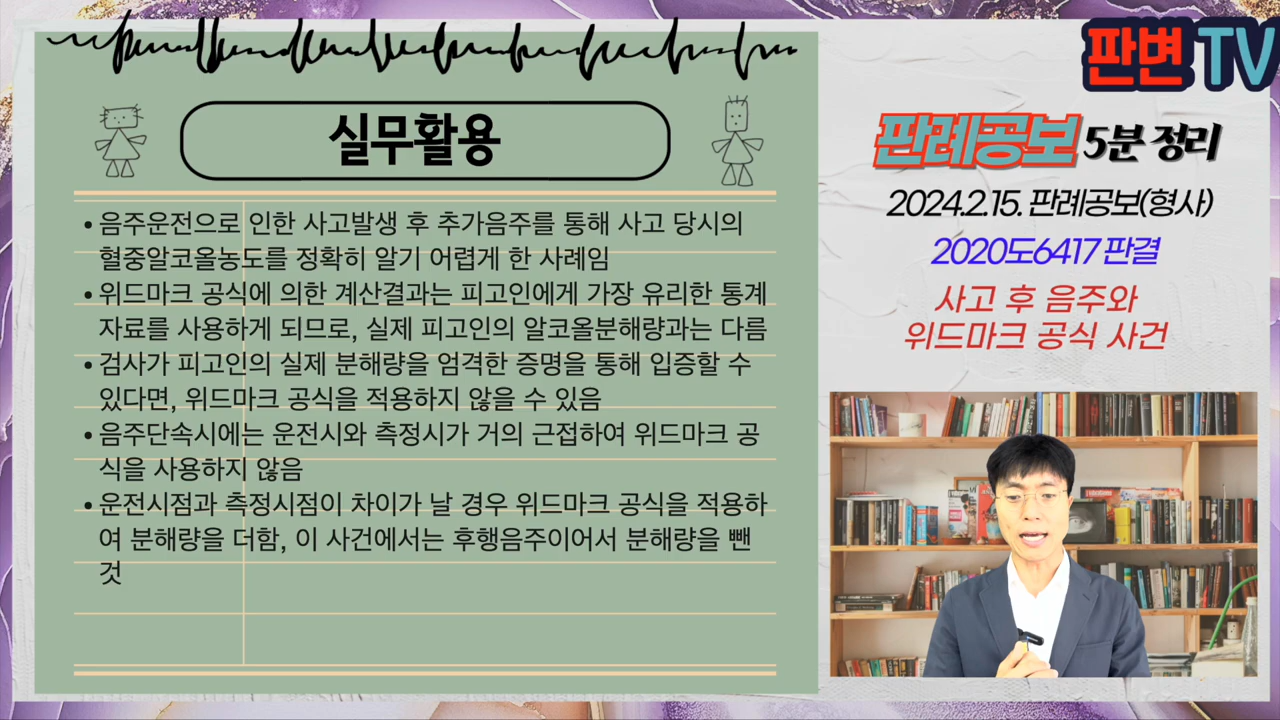 판변 TV
실무활용
• 음주운전으로 인한 사고발생 후 추가음주를 통해 사고 당시의
혈중알코올농도를 정확히 알기 어렵게 한 사례임
• 위드마크 공식에 의한 계산결과는 피고인에게 가장 유리한 통계
자료를 사용하게 되므로, 실제 피고인의 알코올분해량과는 다름
• 검사가 피고인의 실제 분해량을 엄격한 증명을 통해 입증할 수
있다면, 위드마크 공식을 적용하지 않을 수 있음
• 음주단속시에는 운전시와 측정시가 거의 근접하여 위드마크 공
식을 사용하지 않음
• 운전시점과 측정시점이 차이가 날 경우 위드마크 공식을 적용하
여 분해량을 더함, 이 사건에서는 후행음주이어서 분해량을 뺀
것
판례공보 5분 정리
2024.2.15. 판례공보(형사)
2020도6417 판결
사고 후 음주와
위드마크 공식 사건